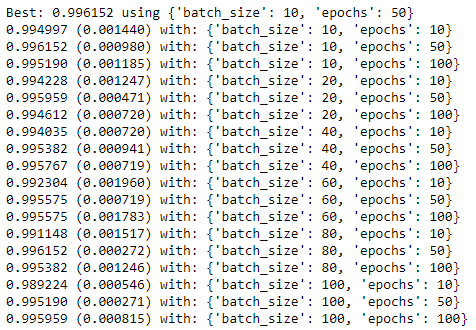 Best: 0.996152 using {'batch_size': 10, 'epochs': 50}
0.994997 (0.001440) with: {'batch_size': 10, 'epochs': 10}
0.996152 (0.000980) with: {'batch_size': 10, 'epochs': 50}
0.995190 (0.001185) with: {'batch_size': 10, 'epochs': 100}
0.994228 (0.001247) with: {'batch_size': 20, 'epochs': 10}
0.995959 (0.000471) with: {'batch_size': 20, 'epochs': 50}
0.994612 (0.000720) with: {'batch_size': 20, 'epochs': 100}
0.994035 (0.000720) with: {'batch_size': 40, 'epochs': 10}
0.995382 (0.000941) with: {'batch_size': 40, 'epochs': 50}
0.995767 (0.000719) with: {'batch_size': 40, 'epochs': 100}
0.992304 (0.001960) with: {'batch_size': 60, 'epochs': 10}
0.995575 (0.000719) with: {'batch_size': 60, 'epochs': 50}
0.995575 (0.001783) with: {'batch_size': 60, 'epochs': 100}
0.991148 (0.001517) with: {'batch_size': 80, 'epochs': 10}
0.996152 (0.000272) with: {'batch_size': 80, 'epochs': 50}
0.995382 (0.001246) with: {'batch_size': 80, 'epochs': 100}
0.989224 (0.000546) with: {'batch_size': 100, 'epochs': 10}
0.995190 (0.000271) with: {'batch_size': 100, 'epochs': 50}
0.995959 (0.000815) with: {'batch_size': 100, 'epochs': 100}